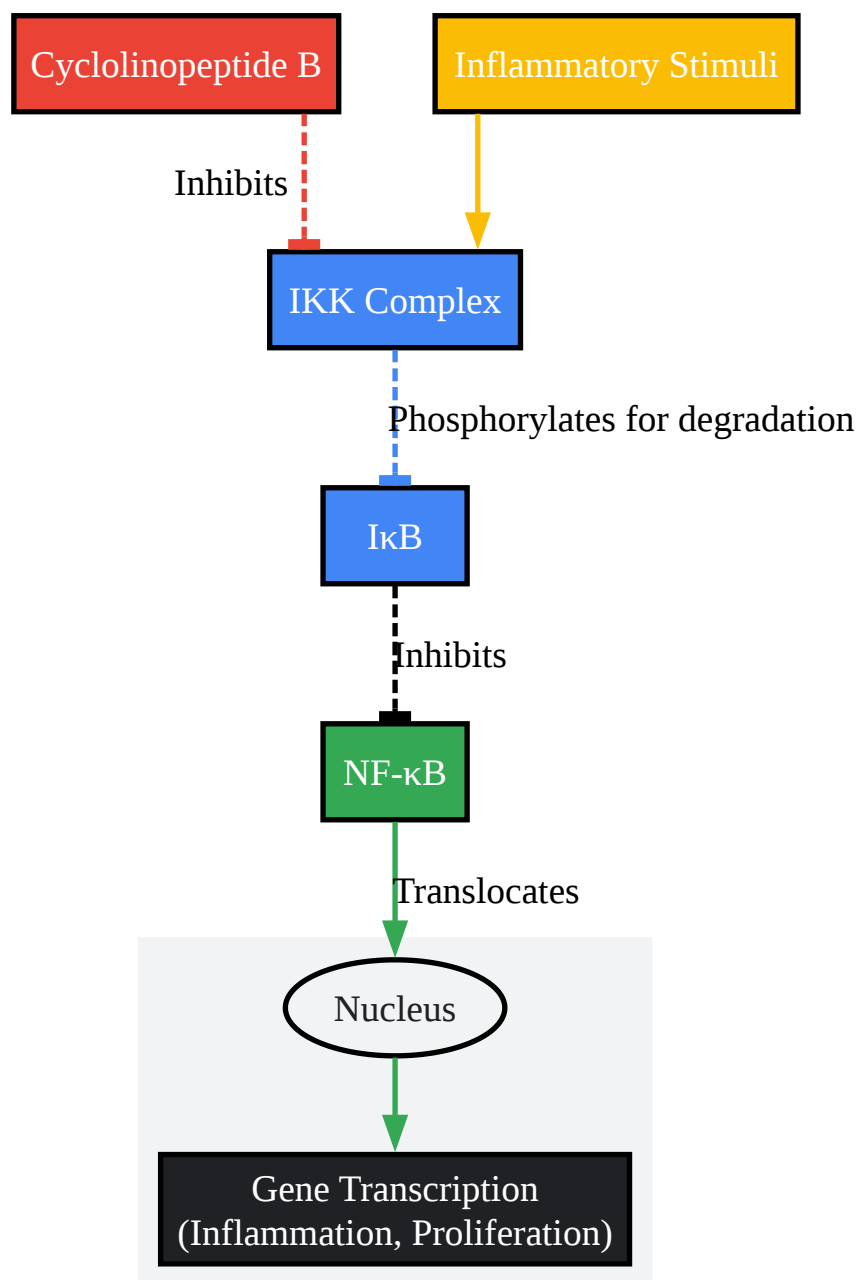 Cyclolinopeptide B
Inflammatory Stimuli
Inhibits
IKK Complex
Phosphorylates for degradation
IκB
Inhibits
NF-κB
Translocates
Nucleus
Gene Transcription
(Inflammation, Proliferation)